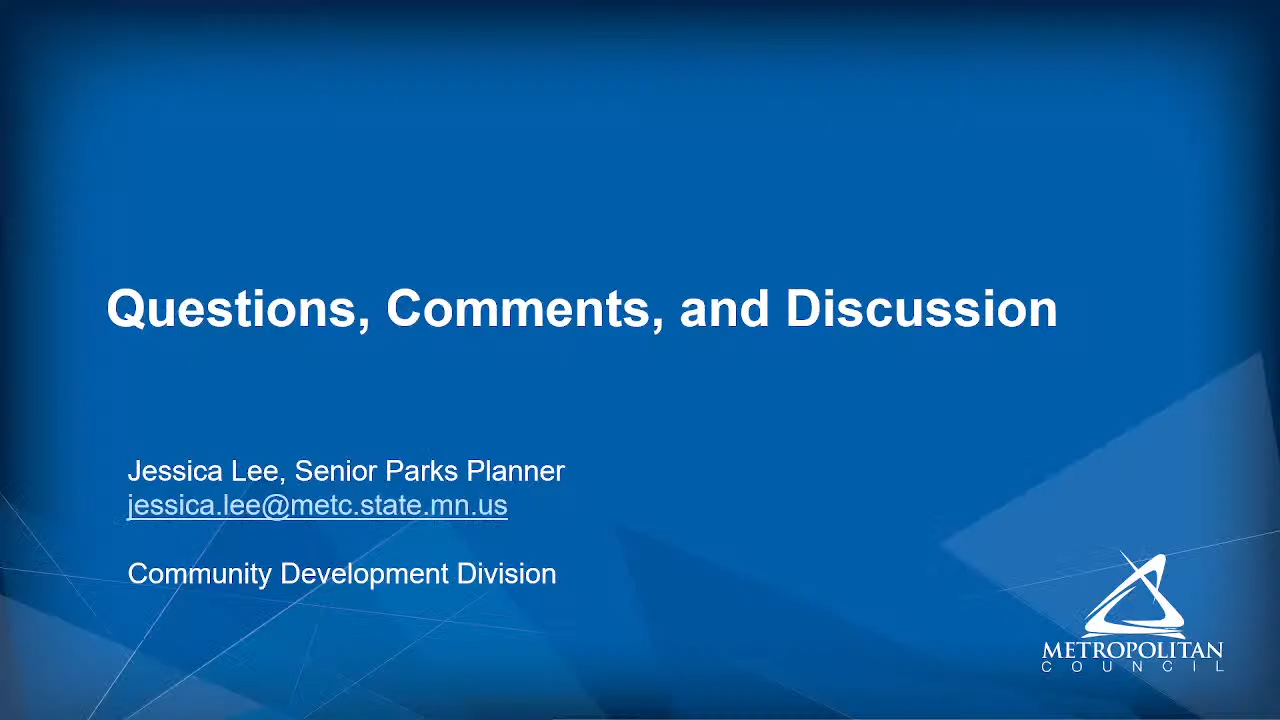 Questions, Comments, and Discussion
Jessica Lee, Senior Parks Planner
jessica.lee@metc.state.mn.us
Community Development Division
METROPOLITAN
COUNCIL